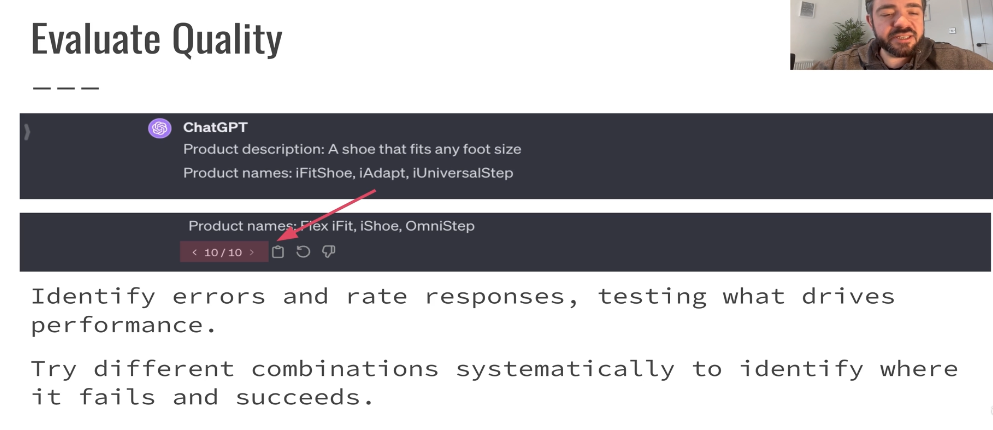 Evaluate Quality
ChatGPT
Product description: A shoe that fits any foot size
Product names: iFitShoe, iAdapt, iUniversalStep
Product names: Flex iFit, iShoe, OmniStep
< 10 / 10 >
Identify errors and rate responses, testing what drives
performance.
Try different combinations systematically to identify where
it fails and succeeds.